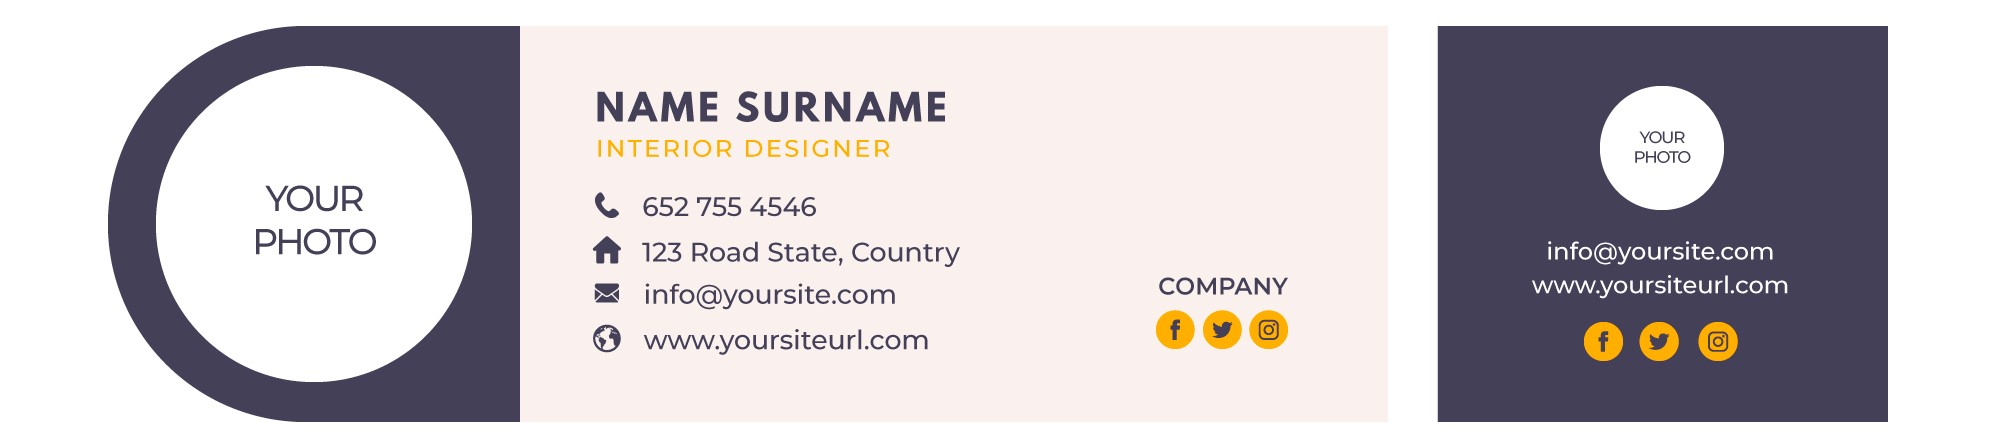 YOUR
PHOTO
NAME SURNAME
INTERIOR DESIGNER
652 755 4546
123 Road State, Country
info@yoursite.com
www.yoursiteurl.com
COMPANY
YOUR
PHOTO
info@yoursite.com
www.yoursiteurl.com